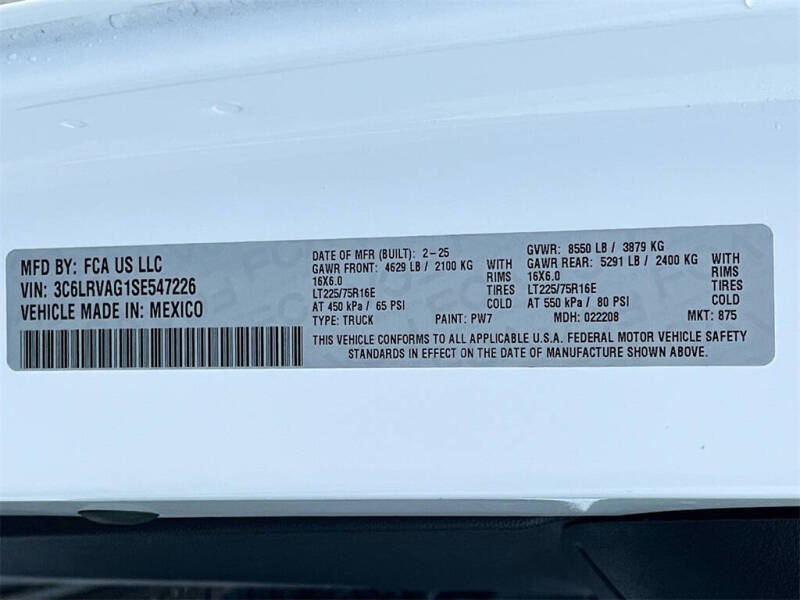 MFD BY: FCA US LLC
VIN: 3C6LRVAG1SE547226
VEHICLE MADE IN: MEXICO
DATE OF MFR (BUILT): 2-25 GVWR: 8550 LB / 3879 KG
GAWR FRONT: 4629 LB / 2100 KG WITH GAWR REAR: 5291 LB / 2400 KG WITH
16X6.0 RIMS 16X6.0 RIMS
LT225/75R16E TIRES LT225/75R16E TIRES
AT 450 kPa / 65 PSI COLD AT 550 kPa / 80 PSI COLD
TYPE: TRUCK PAINT: PW7 MDH: 022208 MKT: 875
THIS VEHICLE CONFORMS TO ALL APPLICABLE U.S.A. FEDERAL MOTOR VEHICLE SAFETY
STANDARDS IN EFFECT ON THE DATE OF MANUFACTURE SHOWN ABOVE.